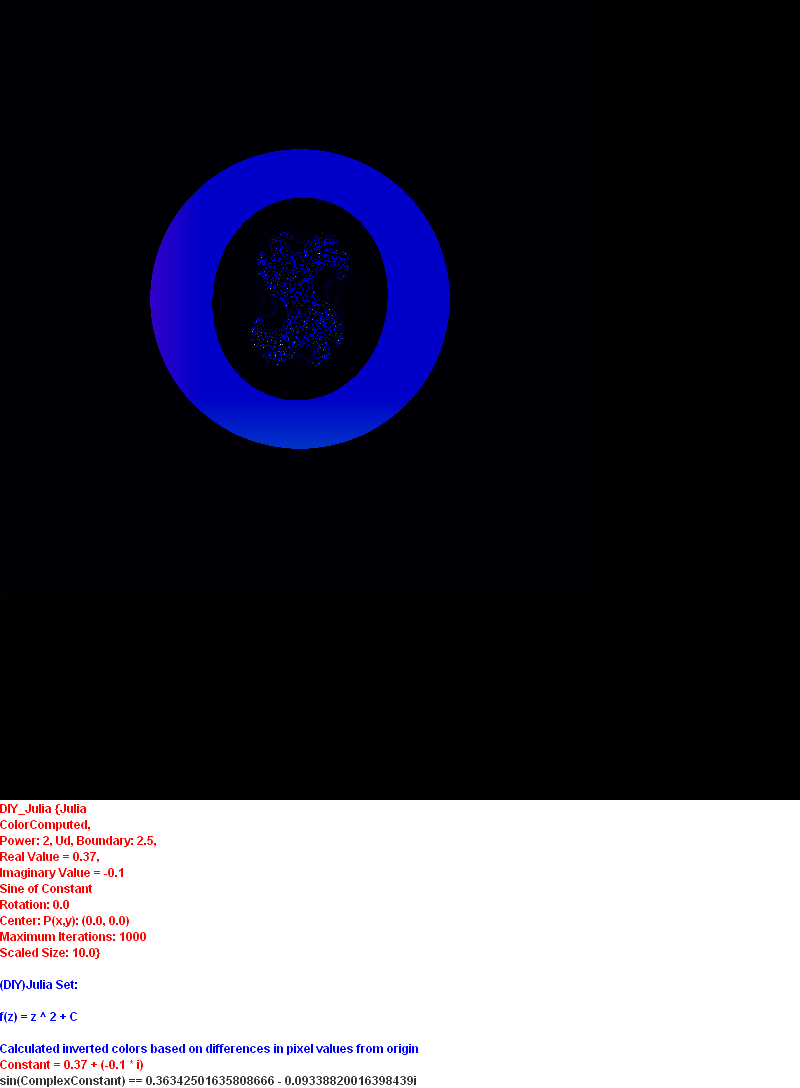 DIY_Julia {Julia
ColorComputed,
Power: 2, Ud, Boundary: 2.5,
Real Value = 0.37,
Imaginary Value = -0.1
Sine of Constant
Rotation: 0.0
Center: P(x,y): (0.0, 0.0)
Maximum Iterations: 1000
Scaled Size: 10.0}
(DIY)Julia Set:
f(z) = z ^ 2 + C
Calculated inverted colors based on differences in pixel values from origin
Constant = 0.37 + (-0.1 * i)
sin(ComplexConstant) == 0.36342501635808666 - 0.09338820016398439i